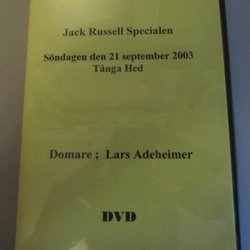 Jack Russell Specialen
Söndagen den 21 september 2003
Tånga Hed
Domare ; Lars Adeheimer
DVD